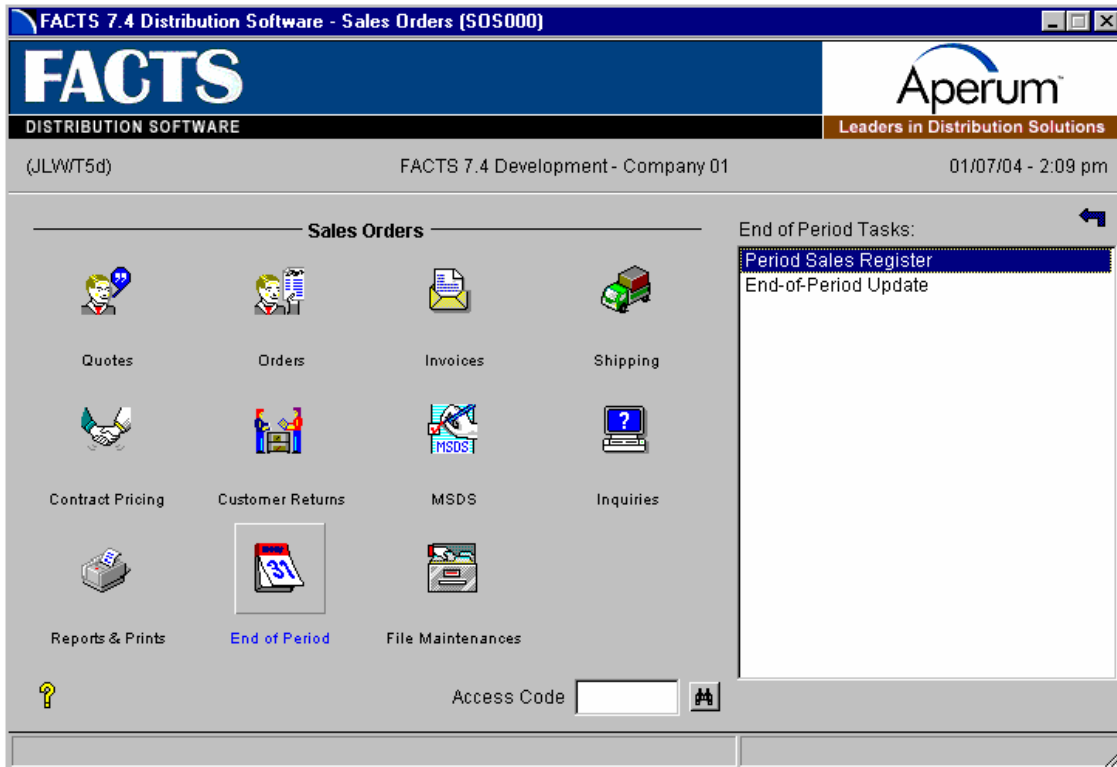 FACTS 7.4 Distribution Software - Sales Orders (SOS000)
FACTS
DISTRIBUTION SOFTWARE
Aperum™
Leaders in Distribution Solutions
(JLW/T5d)
FACTS 7.4 Development - Company 01
01/07/04 - 2:09 pm
Sales Orders
Quotes
Orders
Invoices
Shipping
MSDS
?
Contract Pricing
Customer Returns
MSDS
Inquiries
31
Reports & Prints
End of Period
File Maintenances
?
Access Code
End of Period Tasks:
Period Sales Register
End-of-Period Update